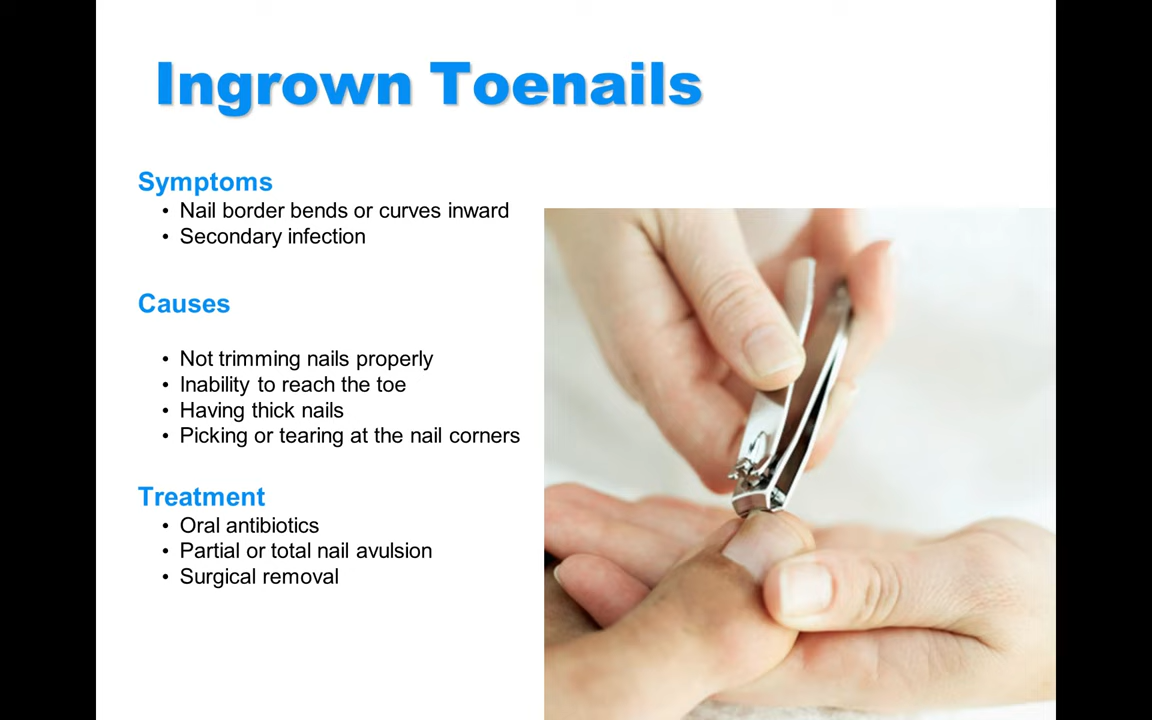 Ingrown Toenails
Symptoms
• Nail border bends or curves inward
• Secondary infection
Causes
• Not trimming nails properly
• Inability to reach the toe
• Having thick nails
• Picking or tearing at the nail corners
Treatment
• Oral antibiotics
• Partial or total nail avulsion
• Surgical removal